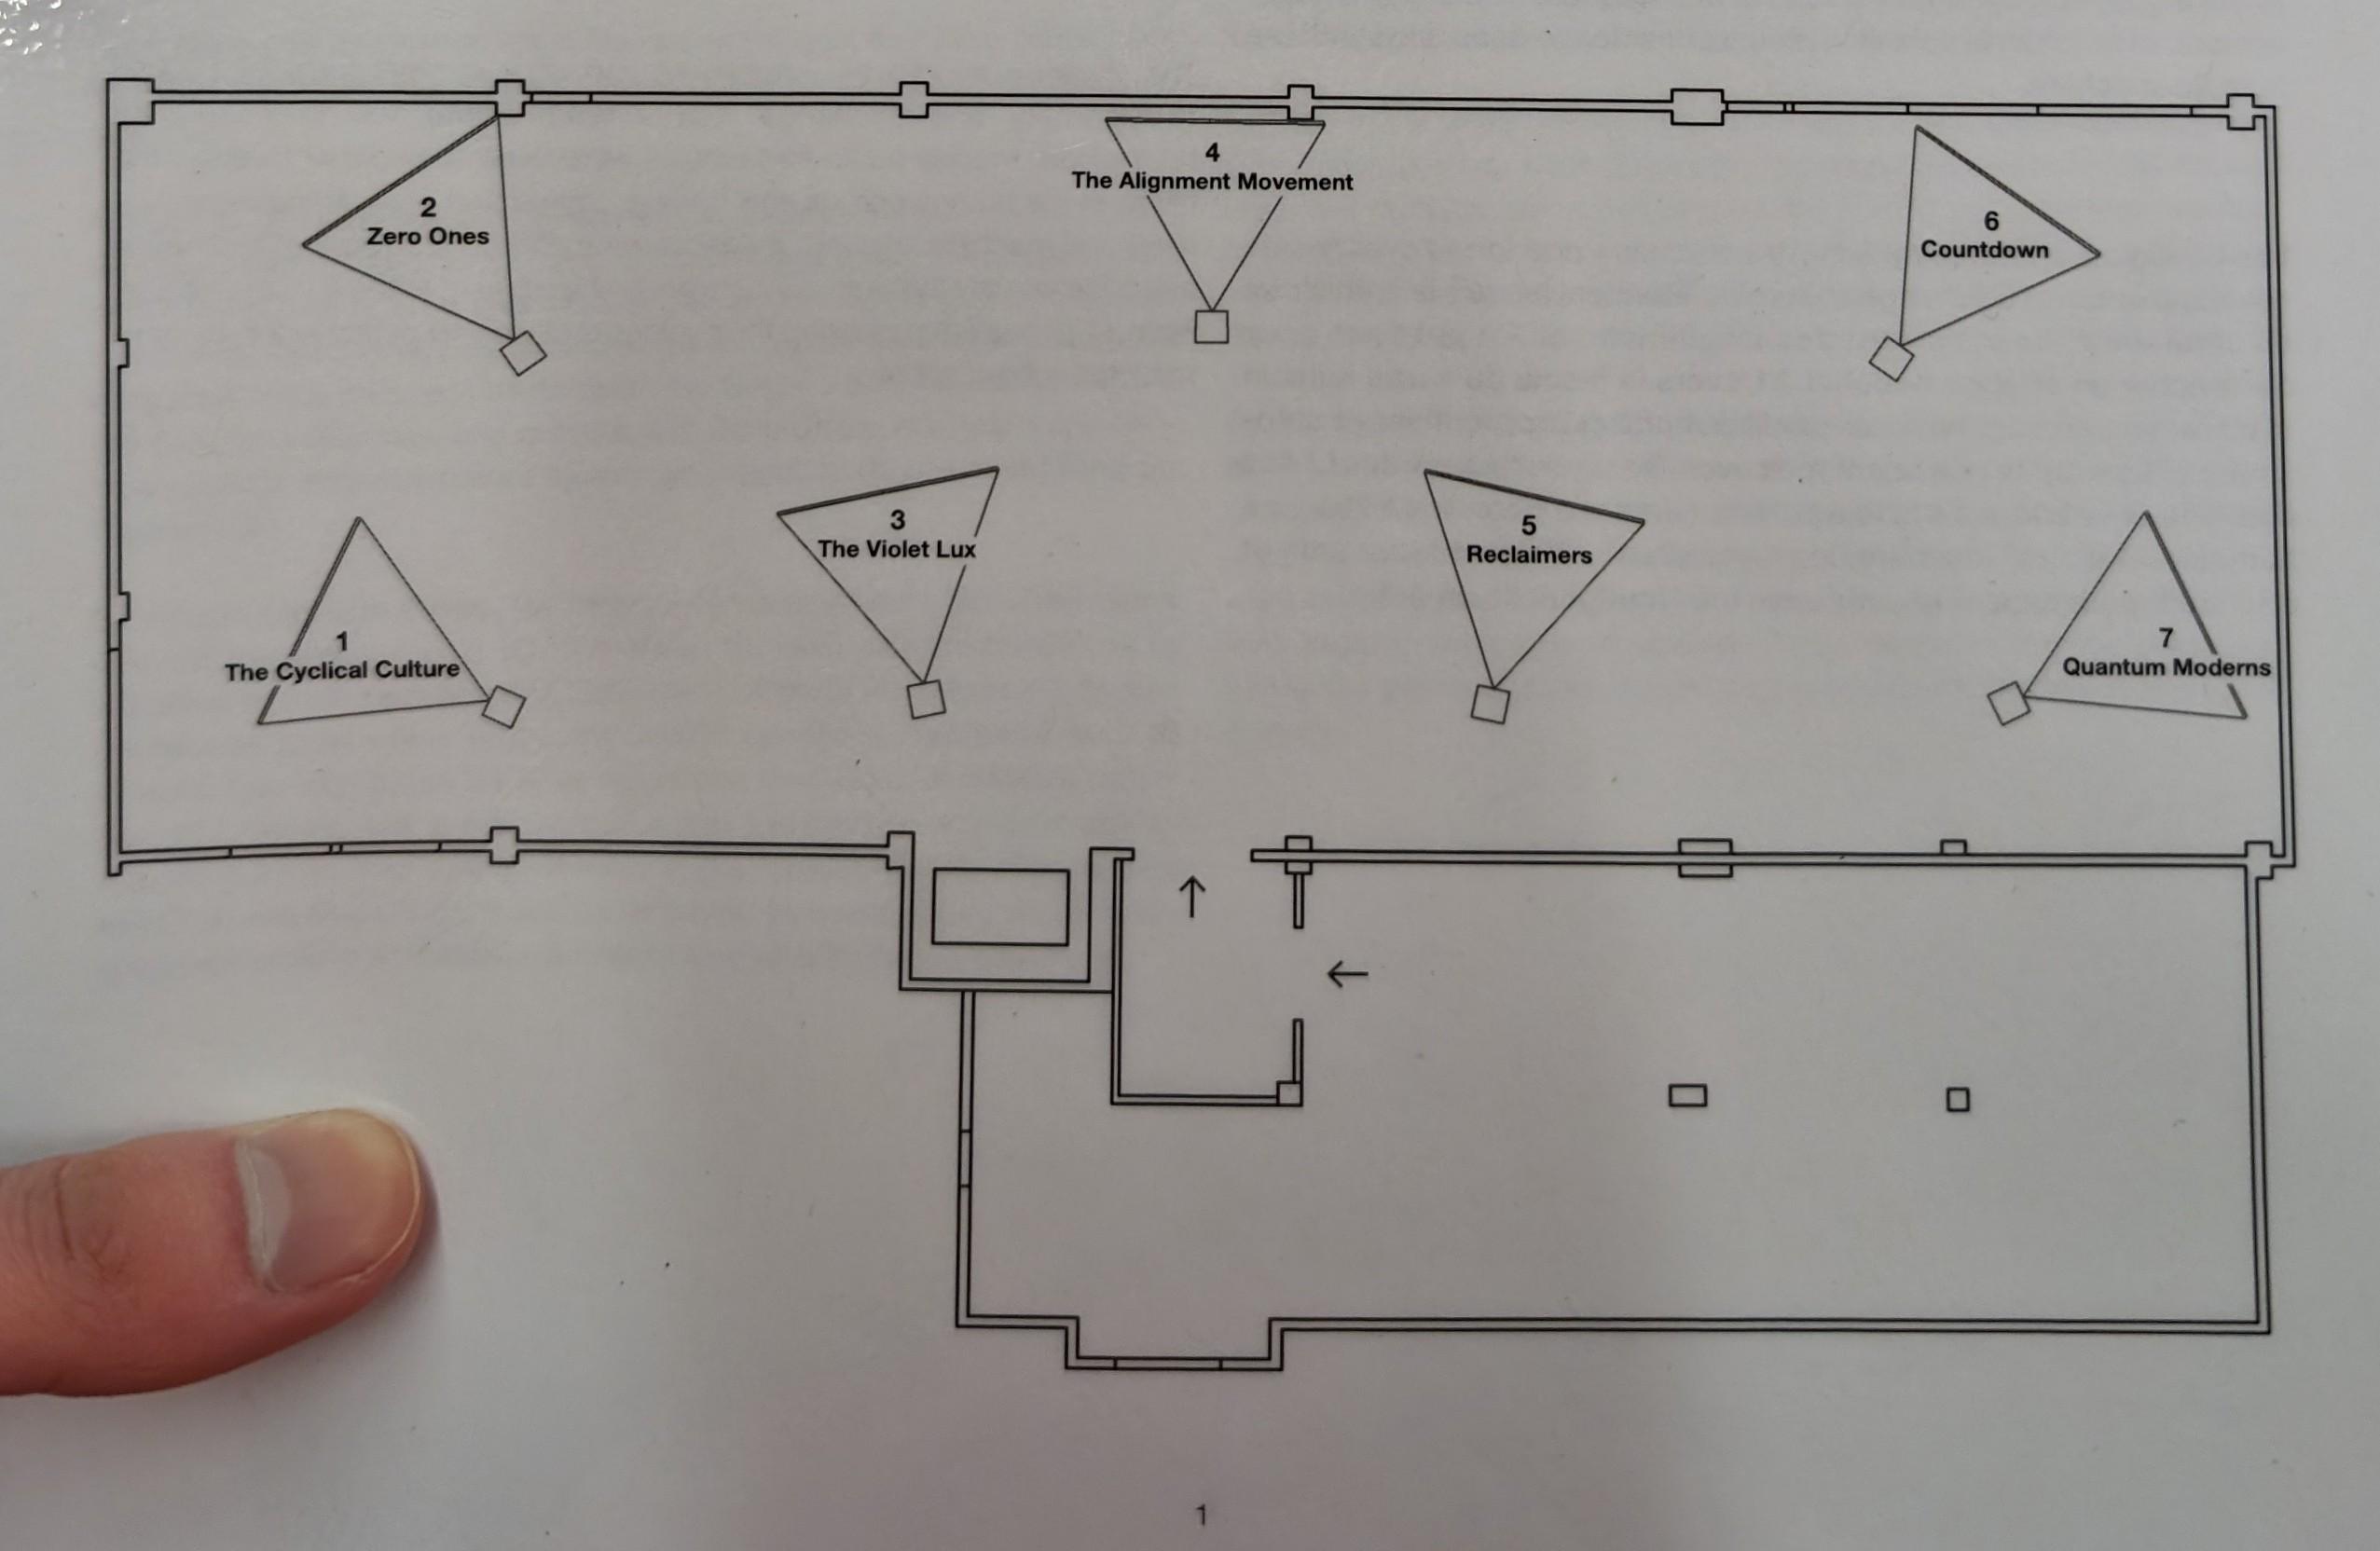 1
The Cyclical Culture
2
Zero Ones
3
The Violet Lux
4
The Alignment Movement
5
Reclaimers
6
Countdown
7
Quantum Moderns
1